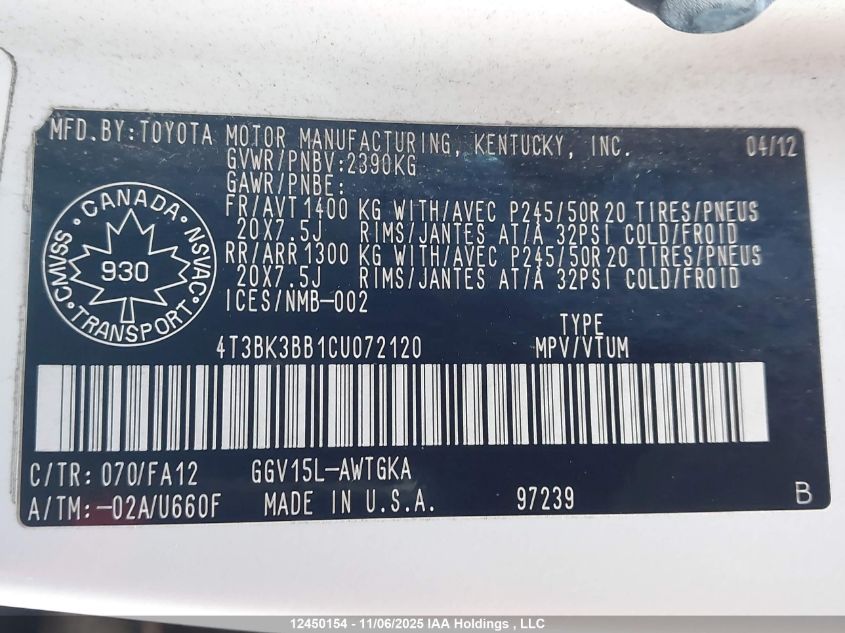 MFD.BY:TOYOTA MOTOR MANUFACTURING, KENTUCKY, INC. 04/12
GVWR/PNBV:2390KG
GAWR/PNBE:
FR/AVT1400 KG WITH/AVEC P245/50R20 TIRES/PNEUS
20X7.5J RIMS/JANTES AT/À 32PSI COLD/FROID
RR/ARR1300 KG WITH/AVEC P245/50R20 TIRES/PNEUS
20X7.5J RIMS/JANTES AT/À 32PSI COLD/FROID
ICES/NMB-002
CANADA
CMVSS 930 NSVAC
TRANSPORT
TYPE
4T3BK3BB1CU072120 MPV/VTUM
C/TR: 070/FA12 GGV15L-AWTGKA
A/TM:-02A/U660F MADE IN U.S.A. 97239 B
12450154 - 11/06/2025 IAA Holdings , LLC